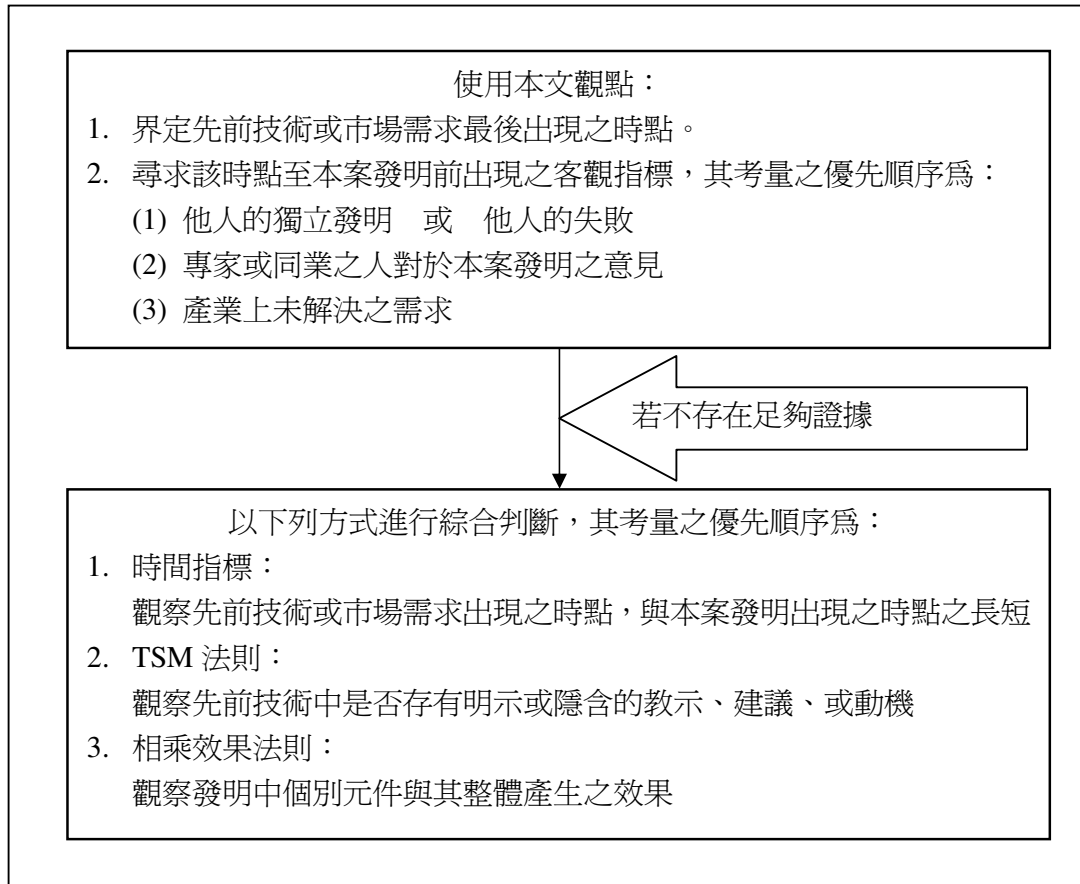 使用本文觀點：
1. 界定先前技術或市場需求最後出現之時點。
2. 尋求該時點至本案發明前出現之客觀指標，其考量之優先順序為：
(1) 他人的獨立發明　或　他人的失敗
(2) 專家或同業之人對於本案發明之意見
(3) 產業上未解決之需求
若不存在足夠證據
以下列方式進行綜合判斷，其考量之優先順序為：
1. 時間指標：
觀察先前技術或市場需求出現之時點，與本案發明出現之時點之長短
2. TSM 法則：
觀察先前技術中是否存有明示或隱含的教示、建議、或動機
3. 相乘效果法則：
觀察發明中個別元件與其整體產生之效果